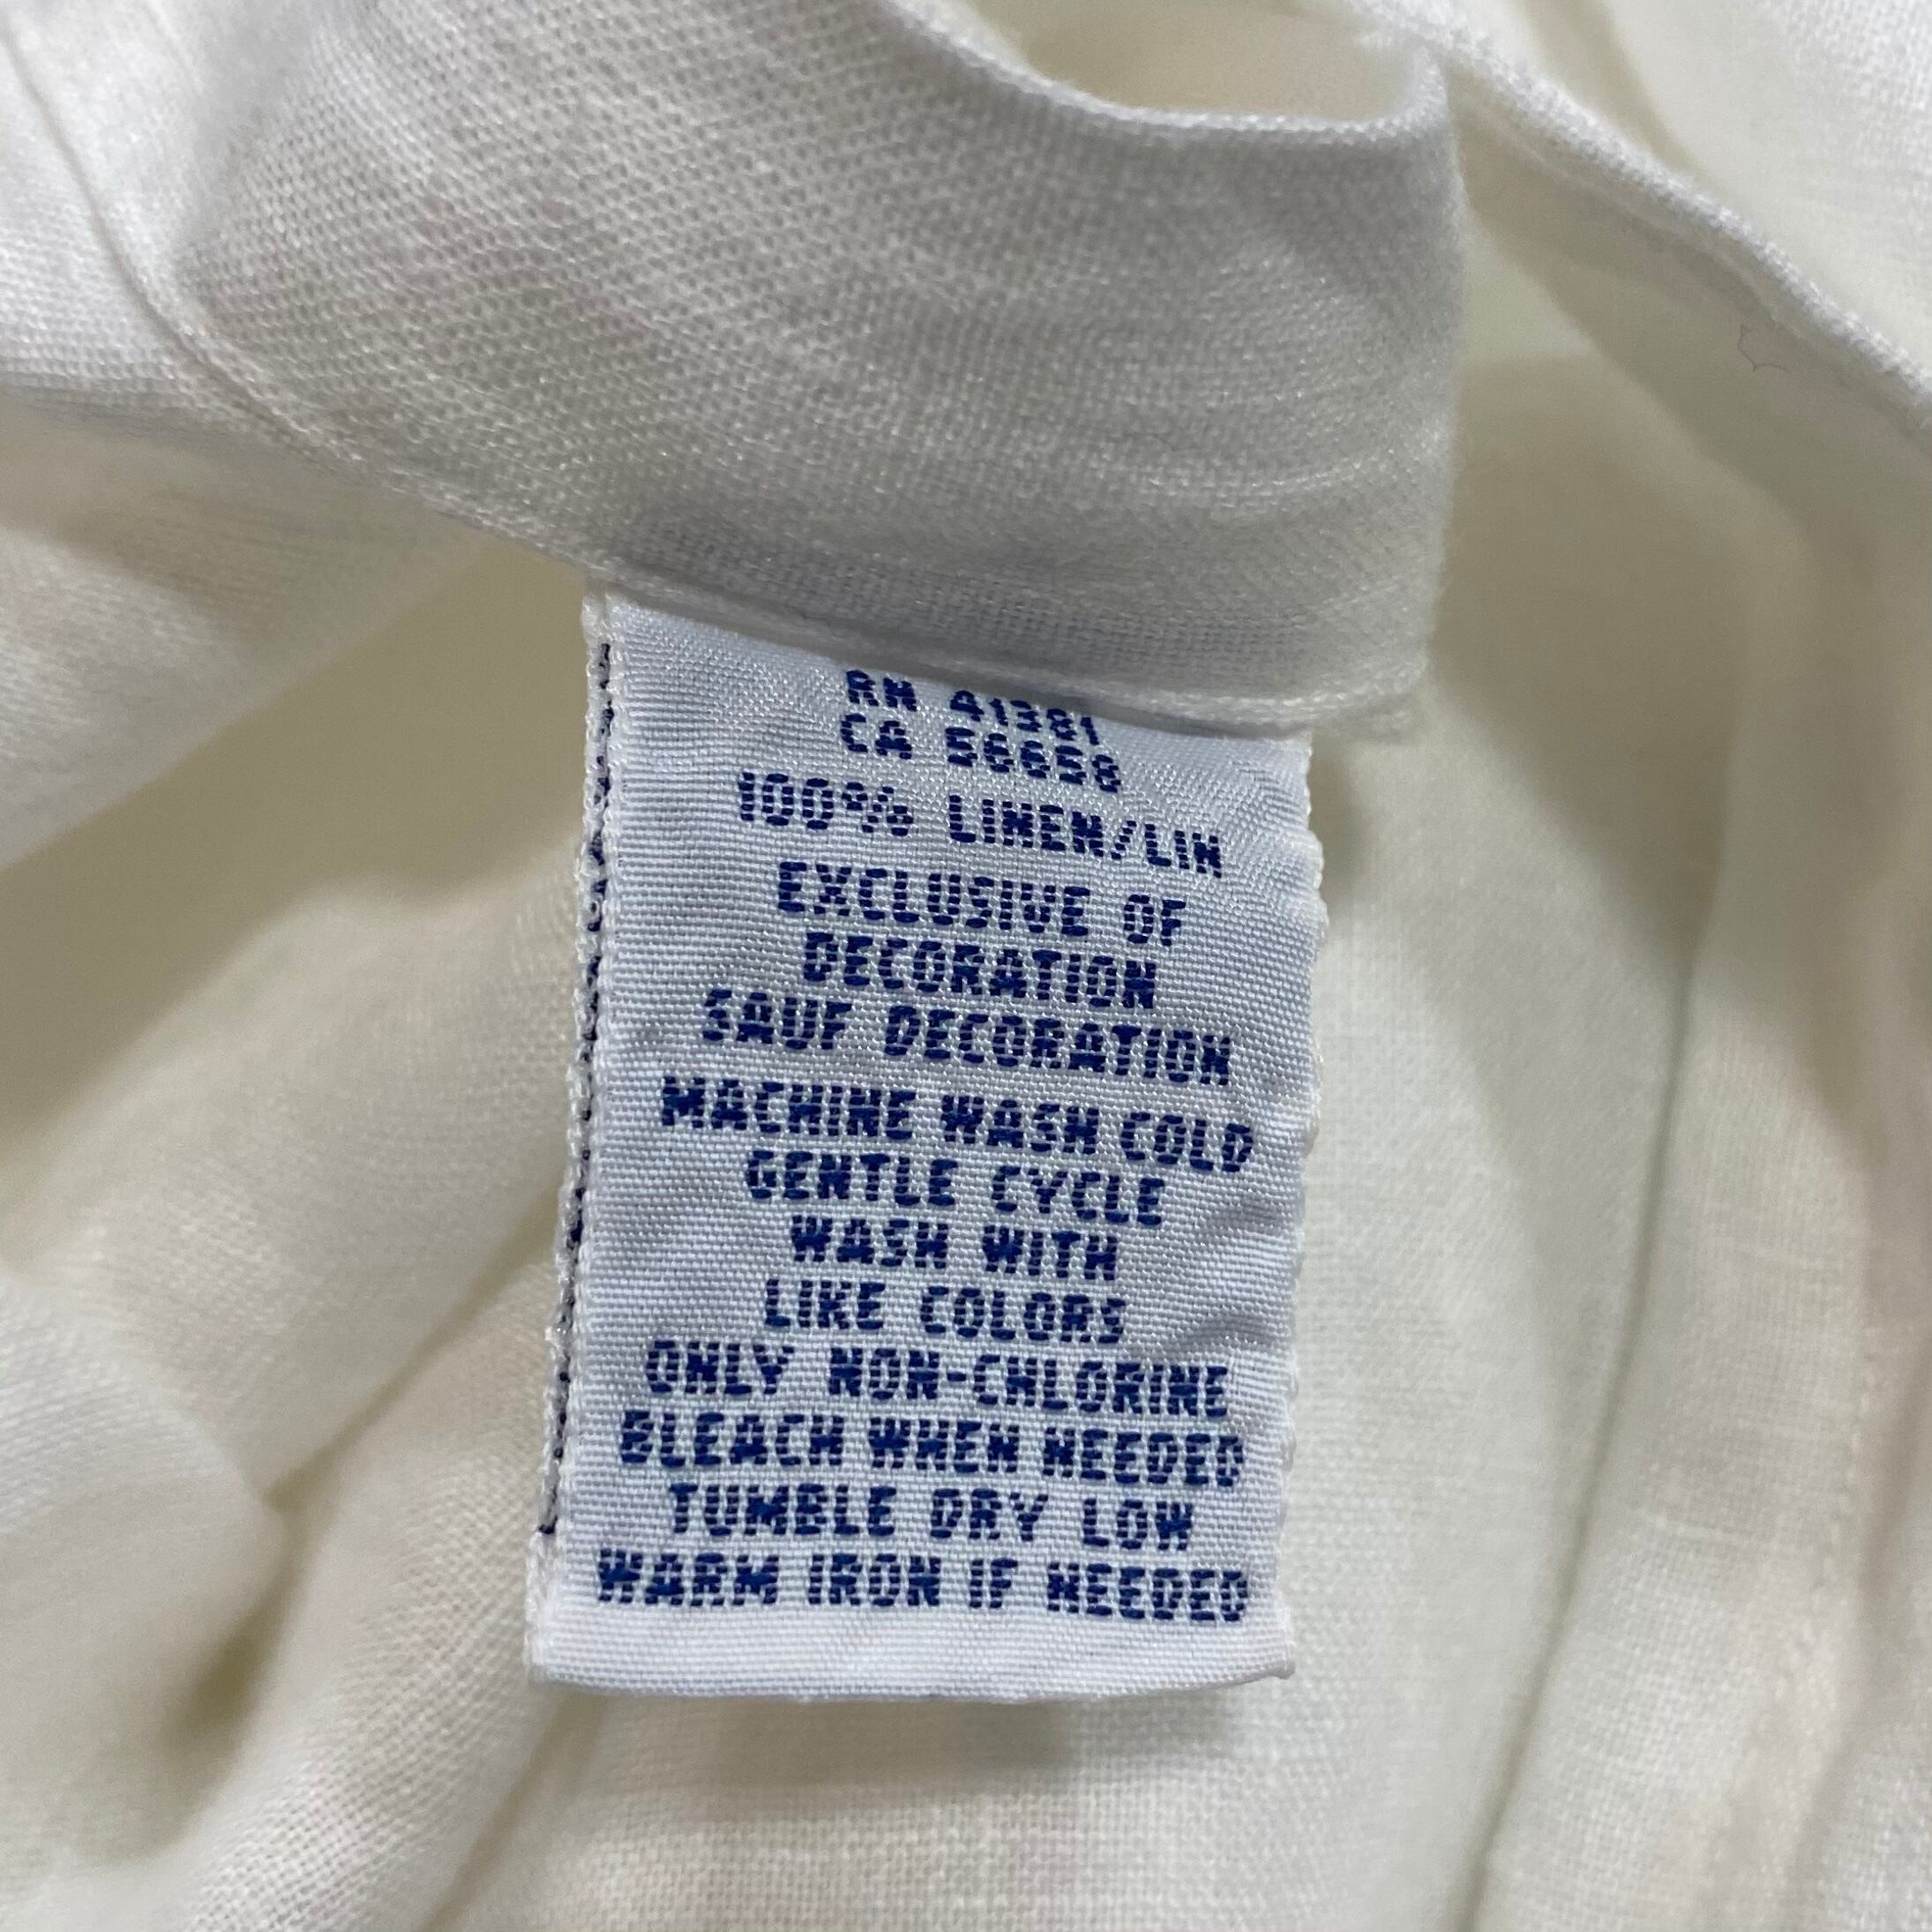 RN 41381
CA 56658
100% LINEN/LIN
EXCLUSIVE OF
DECORATION
SAUF DECORATION
MACHINE WASH COLD
GENTLE CYCLE
WASH WITH
LIKE COLORS
ONLY NON-CHLORINE
BLEACH WHEN NEEDED
TUMBLE DRY LOW
WARM IRON IF NEEDED